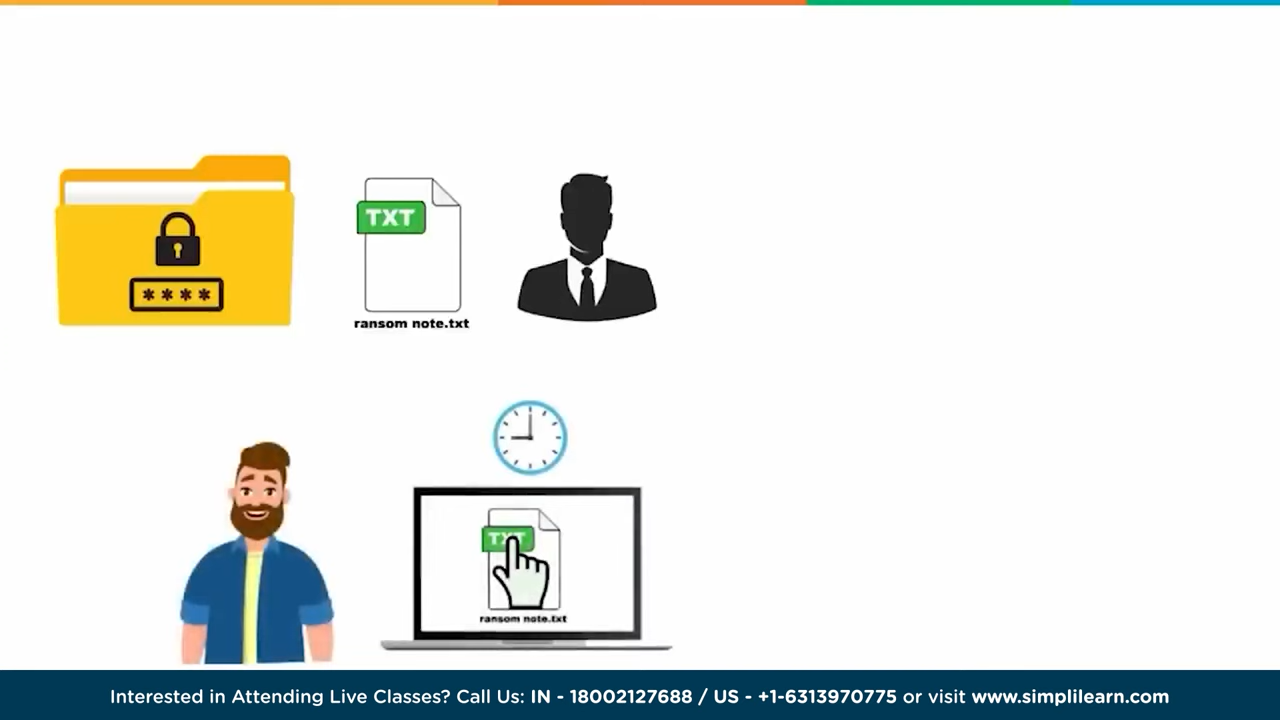 ****
TXT
ransom note.txt
TXT
ransom note.txt
Interested in Attending Live Classes? Call Us: IN - 18002127688 / US - +1-6313970775 or visit www.simplilearn.com